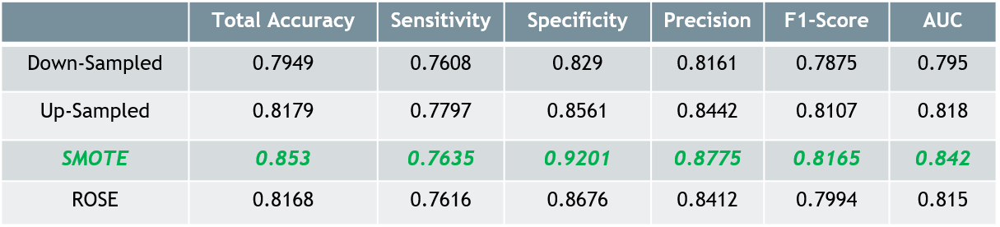 Total Accuracy Sensitivity Specificity Precision F1-Score AUC
Down-Sampled 0.7949 0.7608 0.829 0.8161 0.7875 0.795
Up-Sampled 0.8179 0.7797 0.8561 0.8442 0.8107 0.818
SMOTE 0.853 0.7635 0.9201 0.8775 0.8165 0.842
ROSE 0.8168 0.7616 0.8676 0.8412 0.7994 0.815